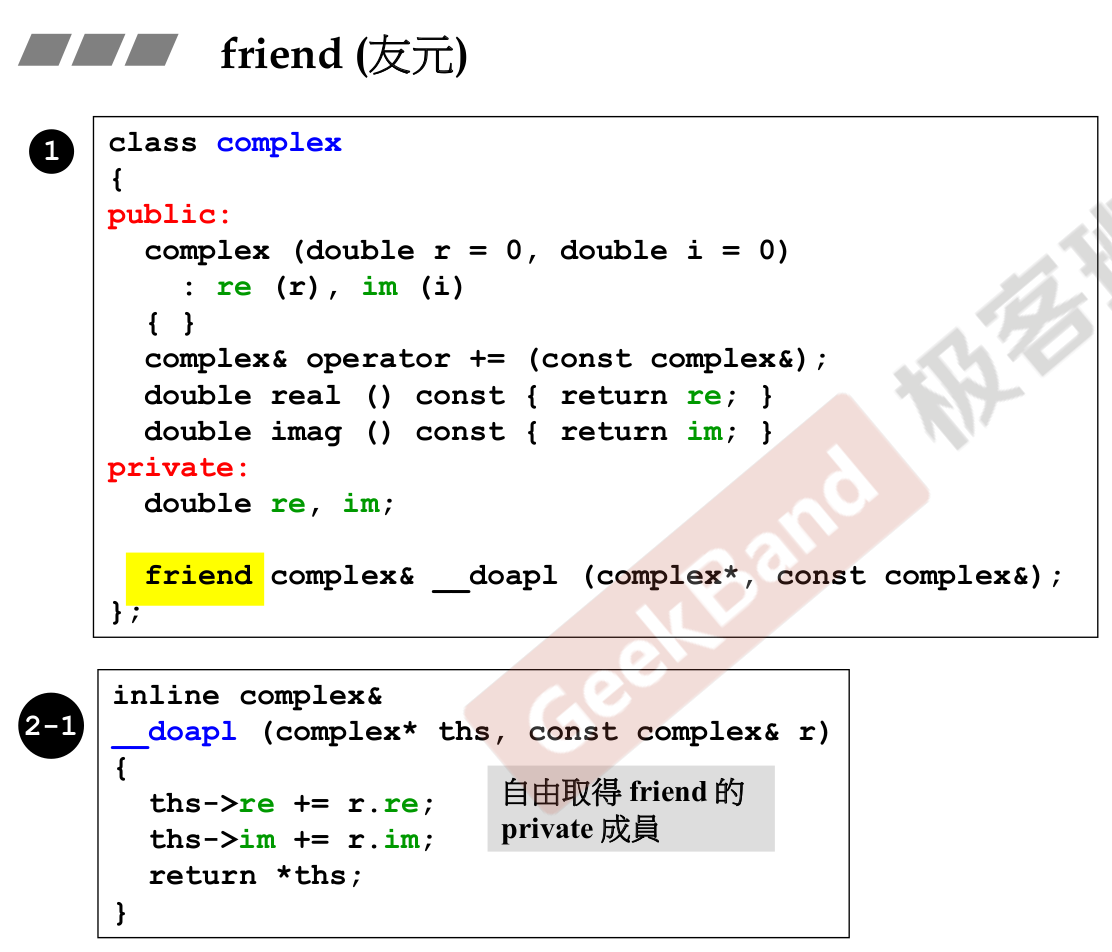 friend (友元)
1
class complex
{
public:
  complex (double r = 0, double i = 0)
    : re (r), im (i)
  { }
  complex& operator += (const complex&);
  double real () const { return re; }
  double imag () const { return im; }
private:
  double re, im;
  friend complex& __doapl (complex*, const complex&);
};
2-1
inline complex&
__doapl (complex* ths, const complex& r)
{
  ths->re += r.re;
  ths->im += r.im;
  return *ths;
}
自由取得 friend 的
private 成員
GeekBand
极客班